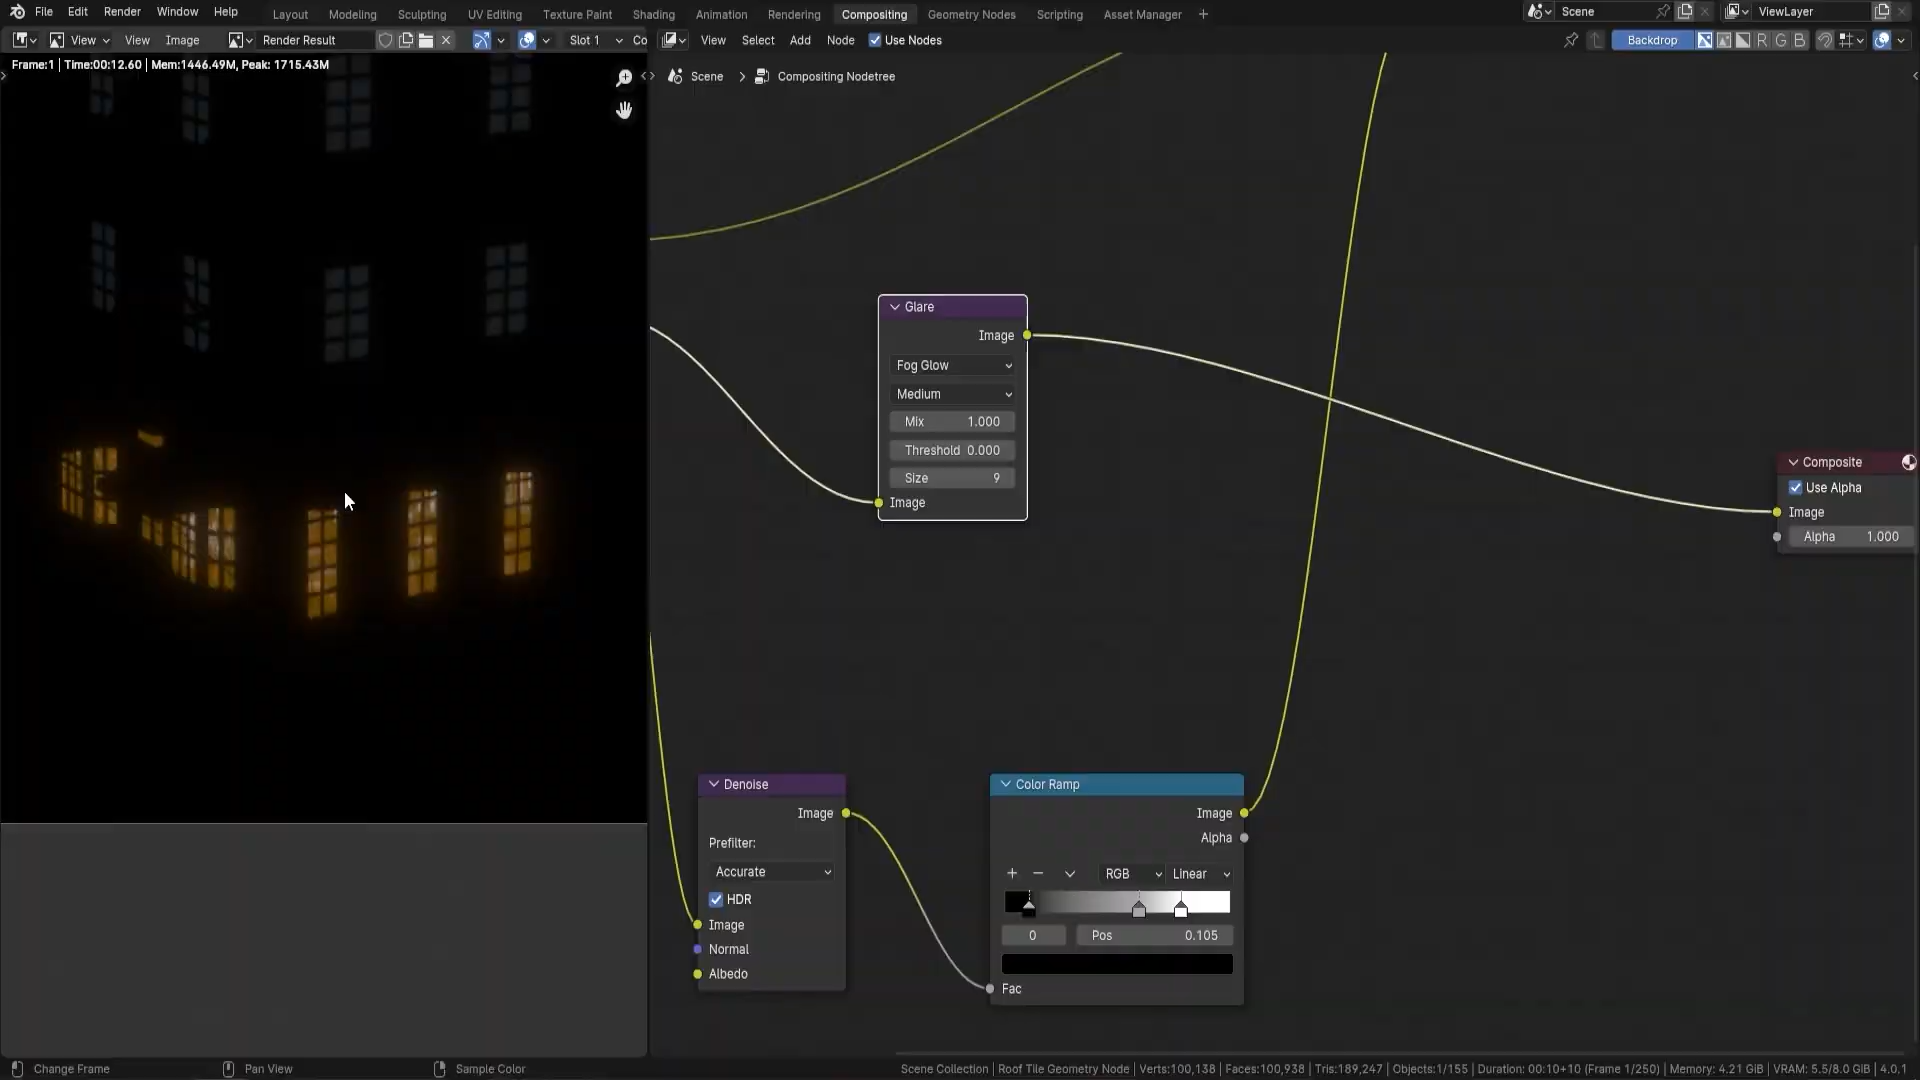 File Edit Render Window Help Layout Modeling Sculpting UV Editing Texture Paint Shading Animation Rendering Compositing Geometry Nodes Scripting Asset Manager + Scene ViewLayer
View View Image Render Result Slot 1 Co View Select Add Node Use Nodes Backdrop R G B
Frame:1 | Time:00:12.60 | Mem:1446.49M, Peak: 1715.43M
Scene > Compositing Nodetree
Glare
Image
Fog Glow
Medium
Mix 1.000
Threshold 0.000
Size 9
Image
Composite
Use Alpha
Image
Alpha 1.000
Denoise
Image
Prefilter:
Accurate
HDR
Image
Normal
Albedo
Color Ramp
Image
Alpha
+ − RGB Linear
0 Pos 0.105
Fac
Change Frame Pan View Sample Color Scene Collection | Roof Tile Geometry Node | Verts:100,138 | Faces:100,938 | Tris:189,247 | Objects:1/155 | Duration: 00:10+10 (Frame 1/250) | Memory: 4.21 GiB | VRAM: 5.5/8.0 GiB | 4.0.1